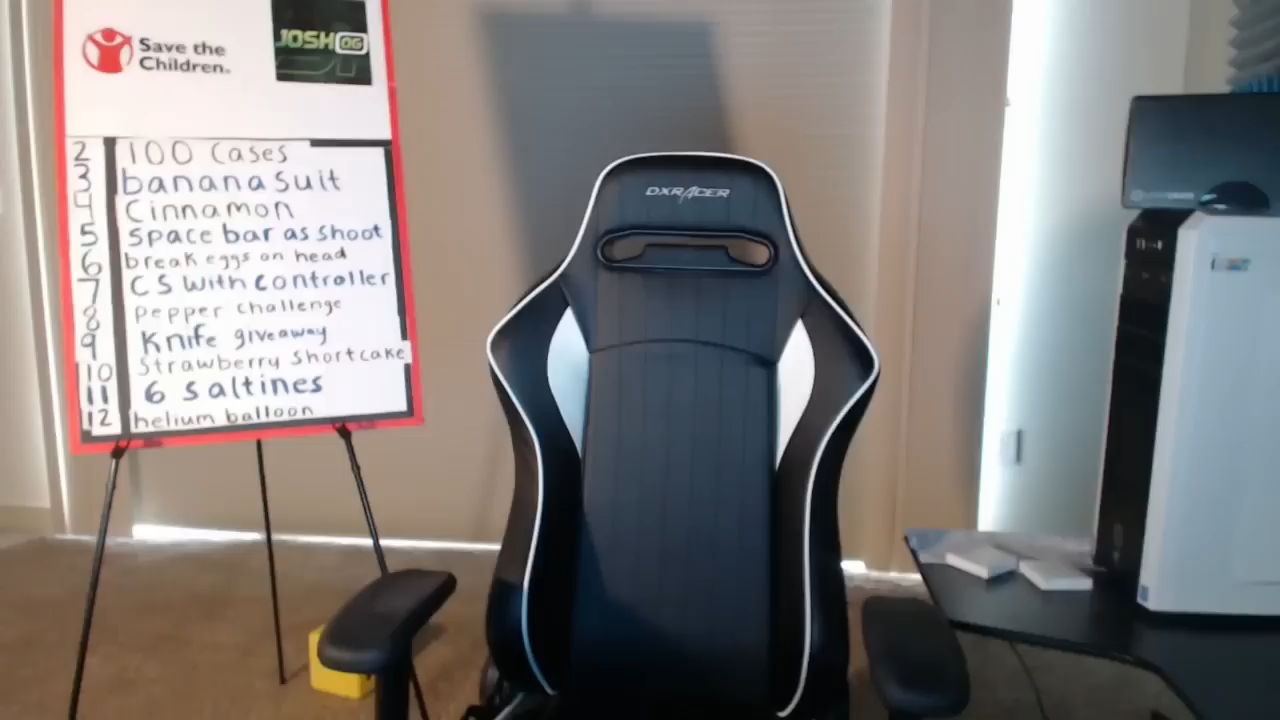 Save the
Children.
JOSH OG
2 100 cases
3 banana suit
4 Cinnamon
5 space bar as shoot
6 break eggs on head
7 CS with controller
8 pepper challenge
9 Knife giveaway
10 Strawberry shortcake
11 6 saltines
12 helium balloon
DXRACER